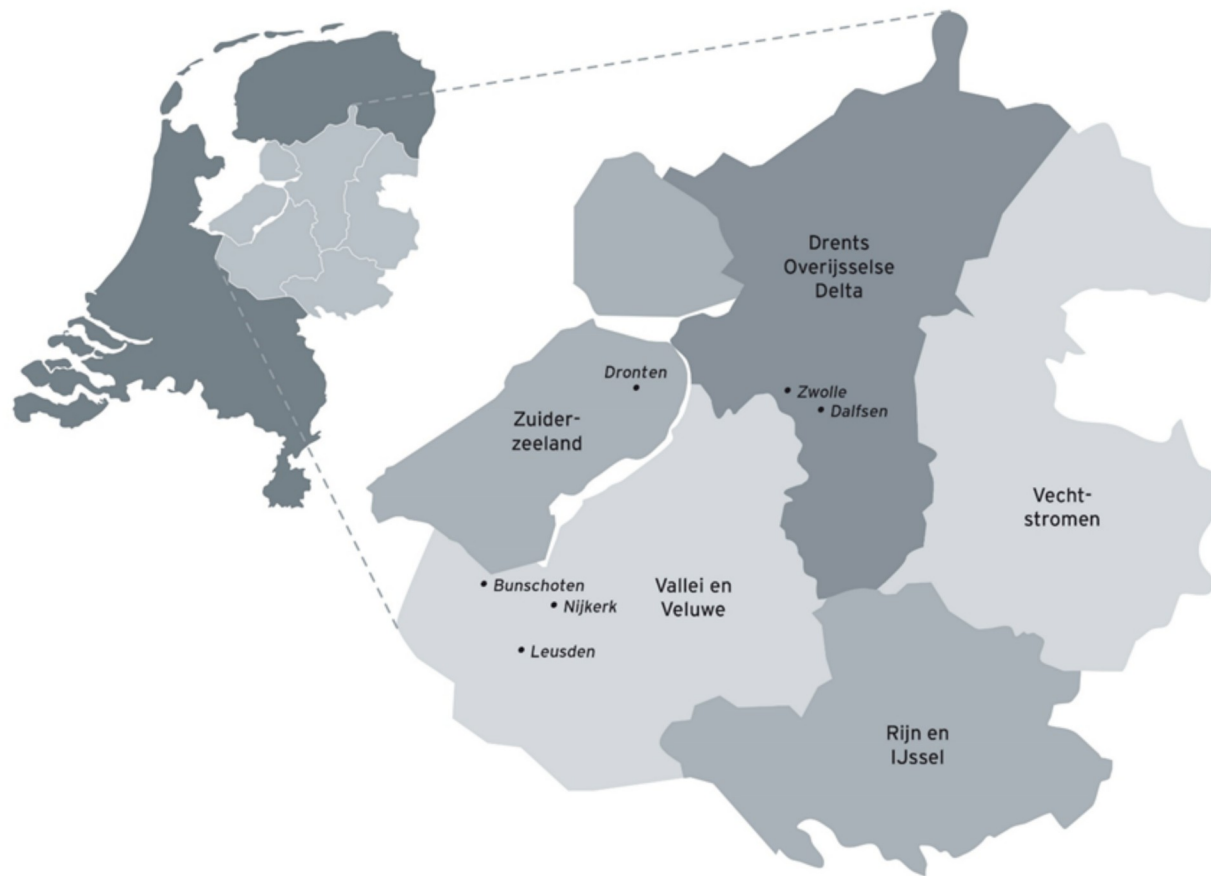 Drents
Overijsselse
Delta
Dronten
Zwolle
Dalfsen
Zuider-
zeeland
Vecht-
stromen
Bunschoten
Nijkerk
Vallei en
Veluwe
Leusden
Rijn en
IJssel